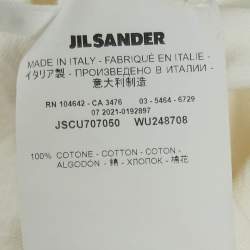 JIL SANDER
MADE IN ITALY - FABRIQUÉ EN ITALIE -
イタリア製 - ПРОИЗВЕДЕНО В ИТАЛИИ -
意大利制造
RN 104642 - CA 3476 03 - 5464 - 6729
07 2021-0192897
JSCU707050 WU248708
100% COTONE - COTTON - COTON -
ALGODÓN - 綿 - ХЛОПОК - 棉花